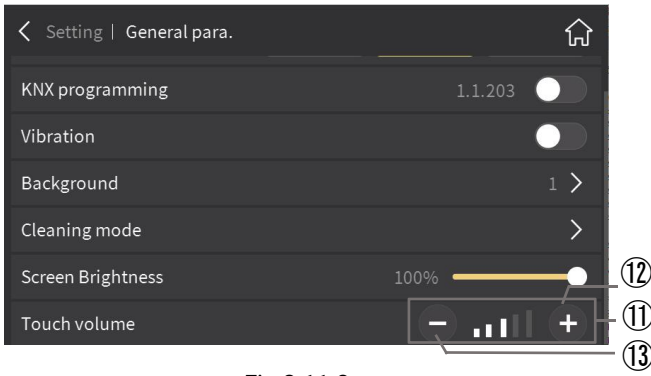 Setting | General para.
KNX programming 1.1.203
Vibration
Background 1
Cleaning mode
Screen Brightness 100%
Touch volume
⑫
⑪
⑬